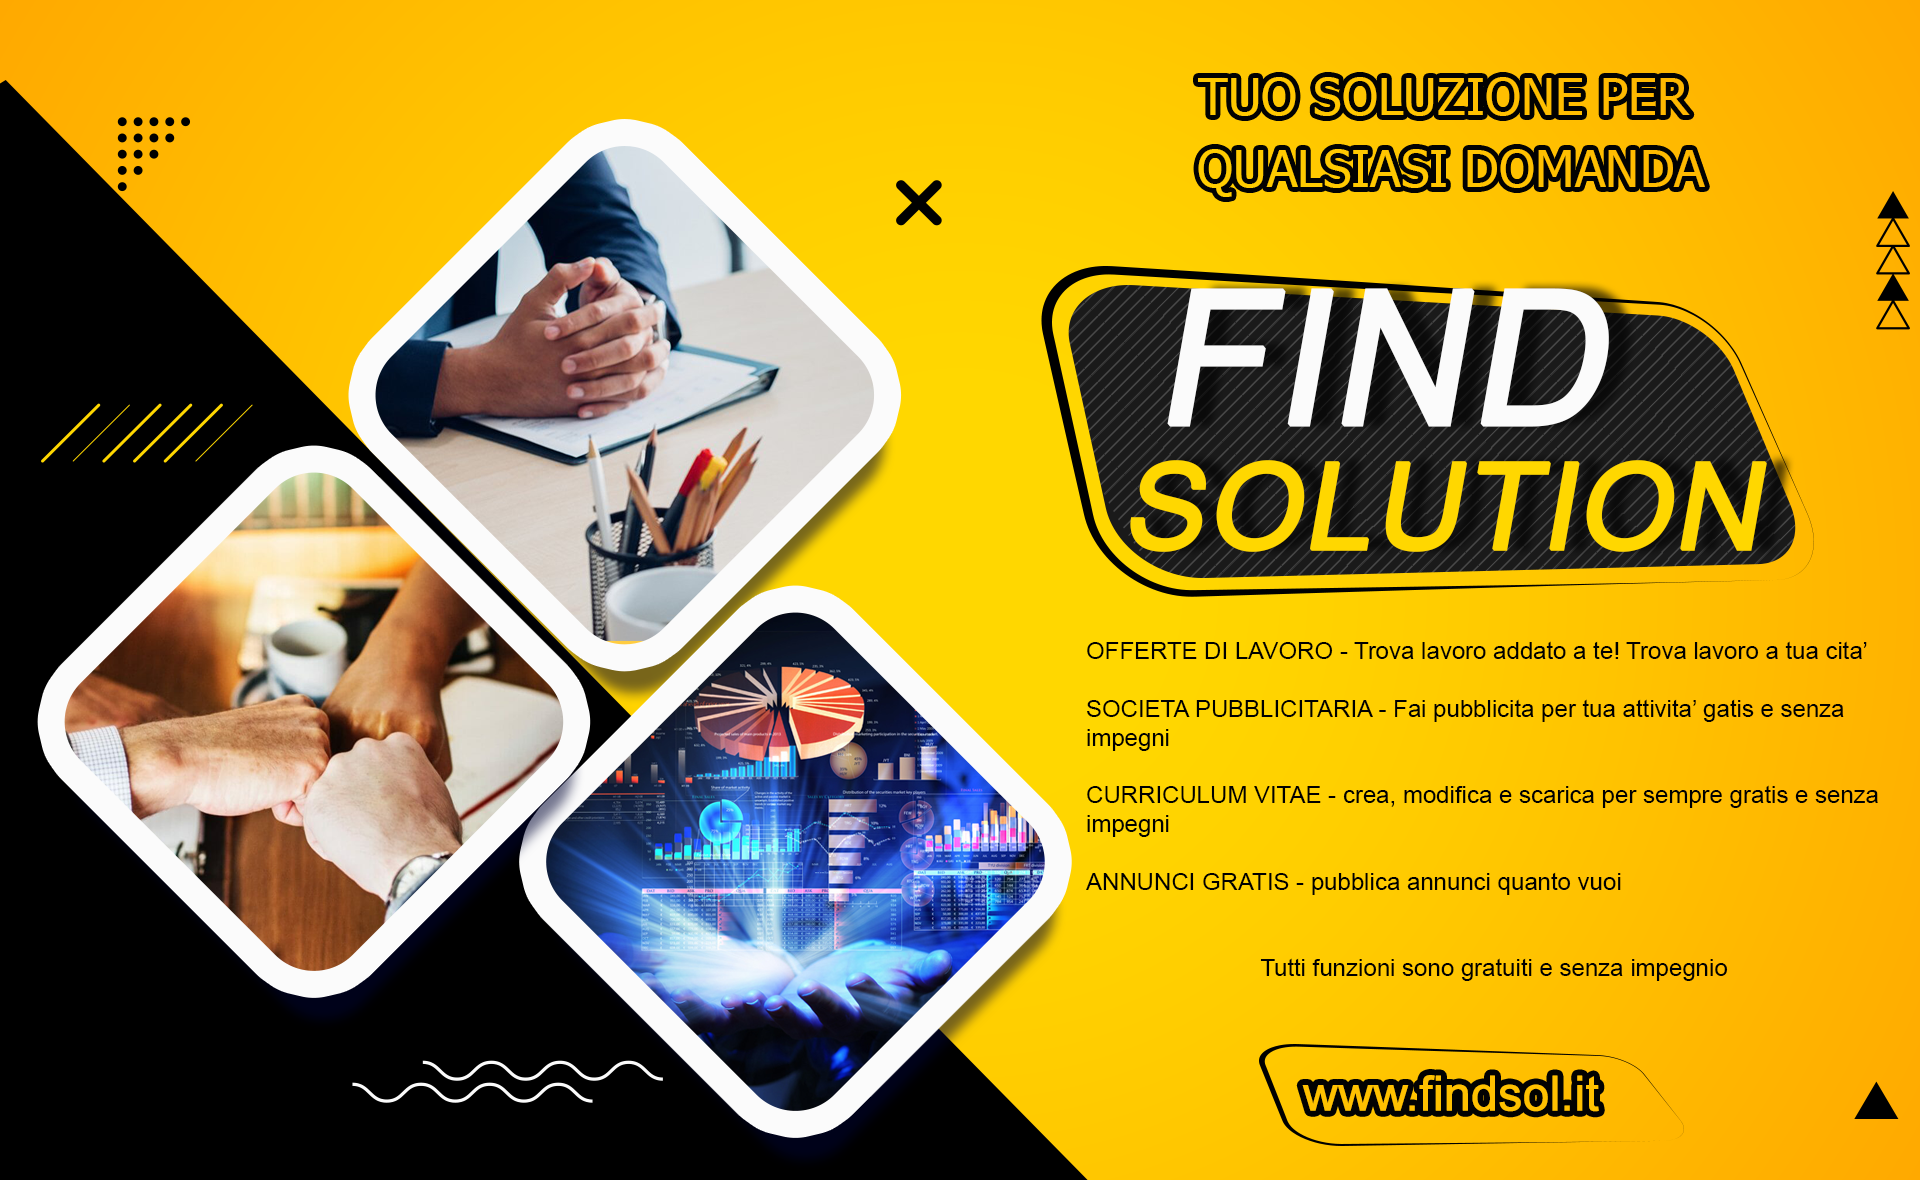 TUO SOLUZIONE PER
QUALSIASI DOMANDA
FIND
SOLUTION
OFFERTE DI LAVORO - Trova lavoro addato a te! Trova lavoro a tua cita’
SOCIETA PUBBLICITARIA - Fai pubblicita per tua attivita’ gatis e senza
impegni
CURRICULUM VITAE - crea, modifica e scarica per sempre gratis e senza
impegni
ANNUNCI GRATIS - pubblica annunci quanto vuoi
Tutti funzioni sono gratuiti e senza impegnio
www.findsol.it